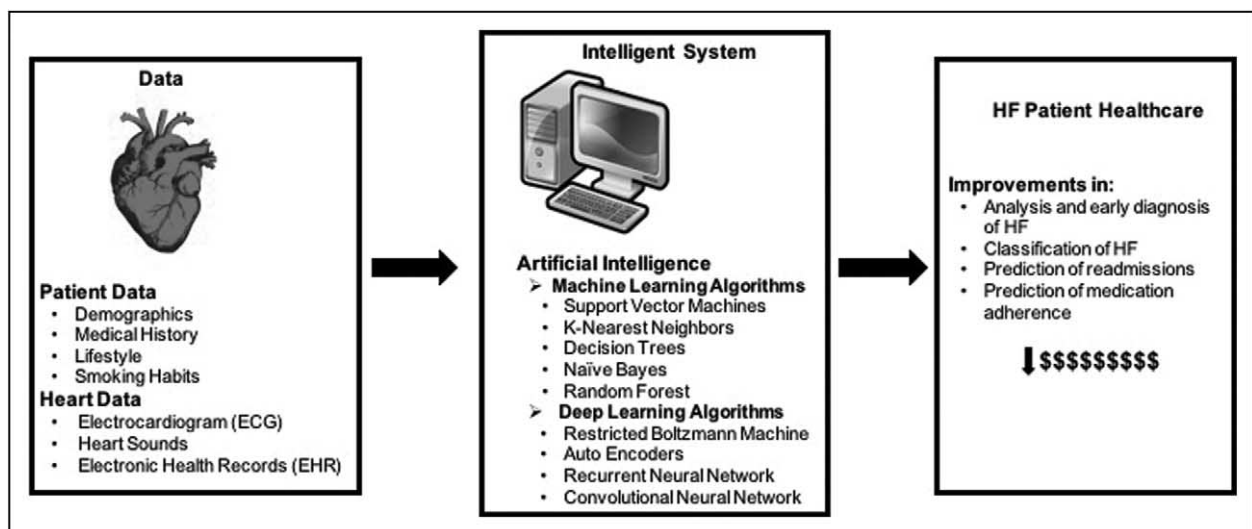 Data
Patient Data
• Demographics
• Medical History
• Lifestyle
• Smoking Habits
Heart Data
• Electrocardiogram (ECG)
• Heart Sounds
• Electronic Health Records (EHR)
Intelligent System
Artificial Intelligence
➢ Machine Learning Algorithms
• Support Vector Machines
• K-Nearest Neighbors
• Decision Trees
• Naïve Bayes
• Random Forest
➢ Deep Learning Algorithms
• Restricted Boltzmann Machine
• Auto Encoders
• Recurrent Neural Network
• Convolutional Neural Network
HF Patient Healthcare
Improvements in:
• Analysis and early diagnosis
of HF
• Classification of HF
• Prediction of readmissions
• Prediction of medication
adherence
$$$$$$$$$